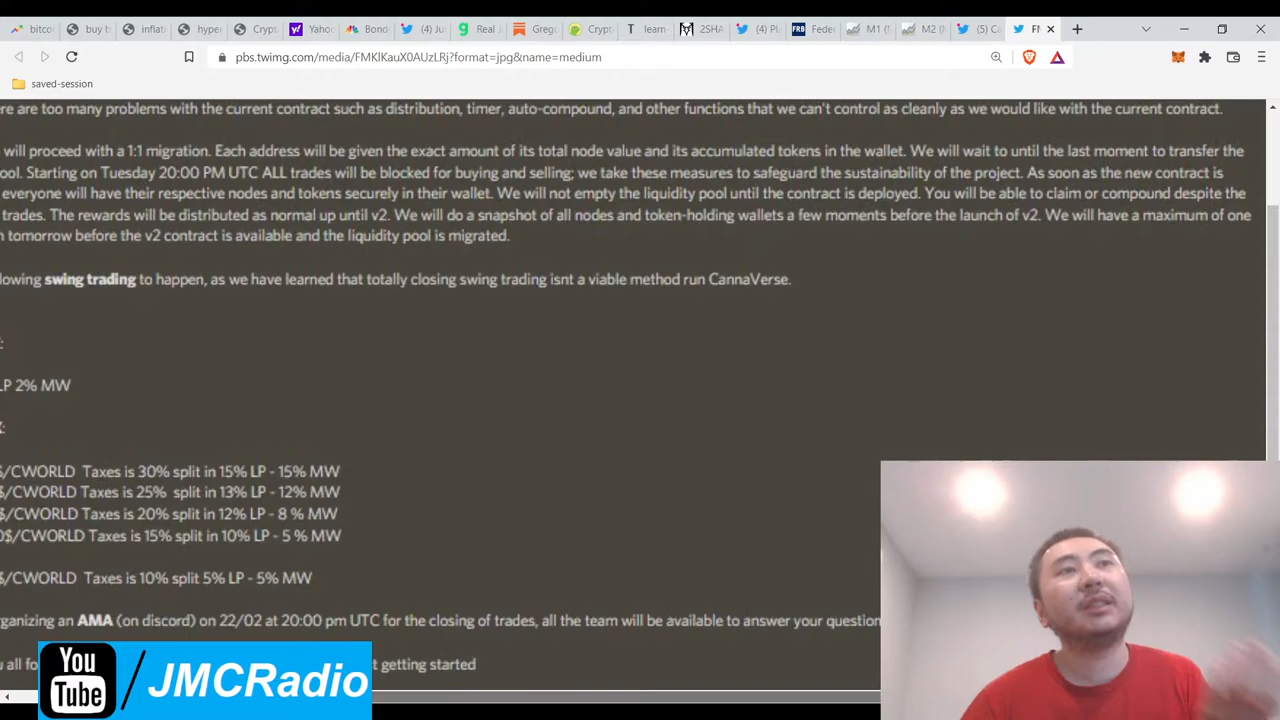 bitco
buy b
inflat
hyper
Crypt
Yahoo
Bond
(4) Ju
Real J
Greg
Crypt
T
learn
2SHA
(4) Pl
FRB
Feder
M1 (
M2 (
(5) Co
Fl
pbs.twimg.com/media/FMKlKauX0AUzLRj?format=jpg&name=medium
saved-session
ere are too many problems with the current contract such as distribution, timer, auto-compound, and other functions that we can't control as cleanly as we would like with the current contract.
will proceed with a 1:1 migration. Each address will be given the exact amount of its total node value and its accumulated tokens in the wallet. We will wait to until the last moment to transfer the
ool. Starting on Tuesday 20:00 PM UTC ALL trades will be blocked for buying and selling; we take these measures to safeguard the sustainability of the project. As soon as the new contract is
everyone will have their respective nodes and tokens securely in their wallet. We will not empty the liquidity pool until the contract is deployed. You will be able to claim or compound despite the
trades. The rewards will be distributed as normal up until v2. We will do a snapshot of all nodes and token-holding wallets a few moments before the launch of v2. We will have a maximum of one
n tomorrow before the v2 contract is available and the liquidity pool is migrated.
lowing swing trading to happen, as we have learned that totally closing swing trading isnt a viable method run CannaVerse.
:
LP 2% MW
X:
$/CWORLD Taxes is 30% split in 15% LP - 15% MW
$/CWORLD Taxes is 25% split in 13% LP - 12% MW
$/CWORLD Taxes is 20% split in 12% LP - 8 % MW
0$/CWORLD Taxes is 15% split in 10% LP - 5 % MW
$/CWORLD Taxes is 10% split 5% LP - 5% MW
rganizing an AMA (on discord) on 22/02 at 20:00 pm UTC for the closing of trades, all the team will be available to answer your question
u all fo
t getting started
You
Tube
/JMCRadio